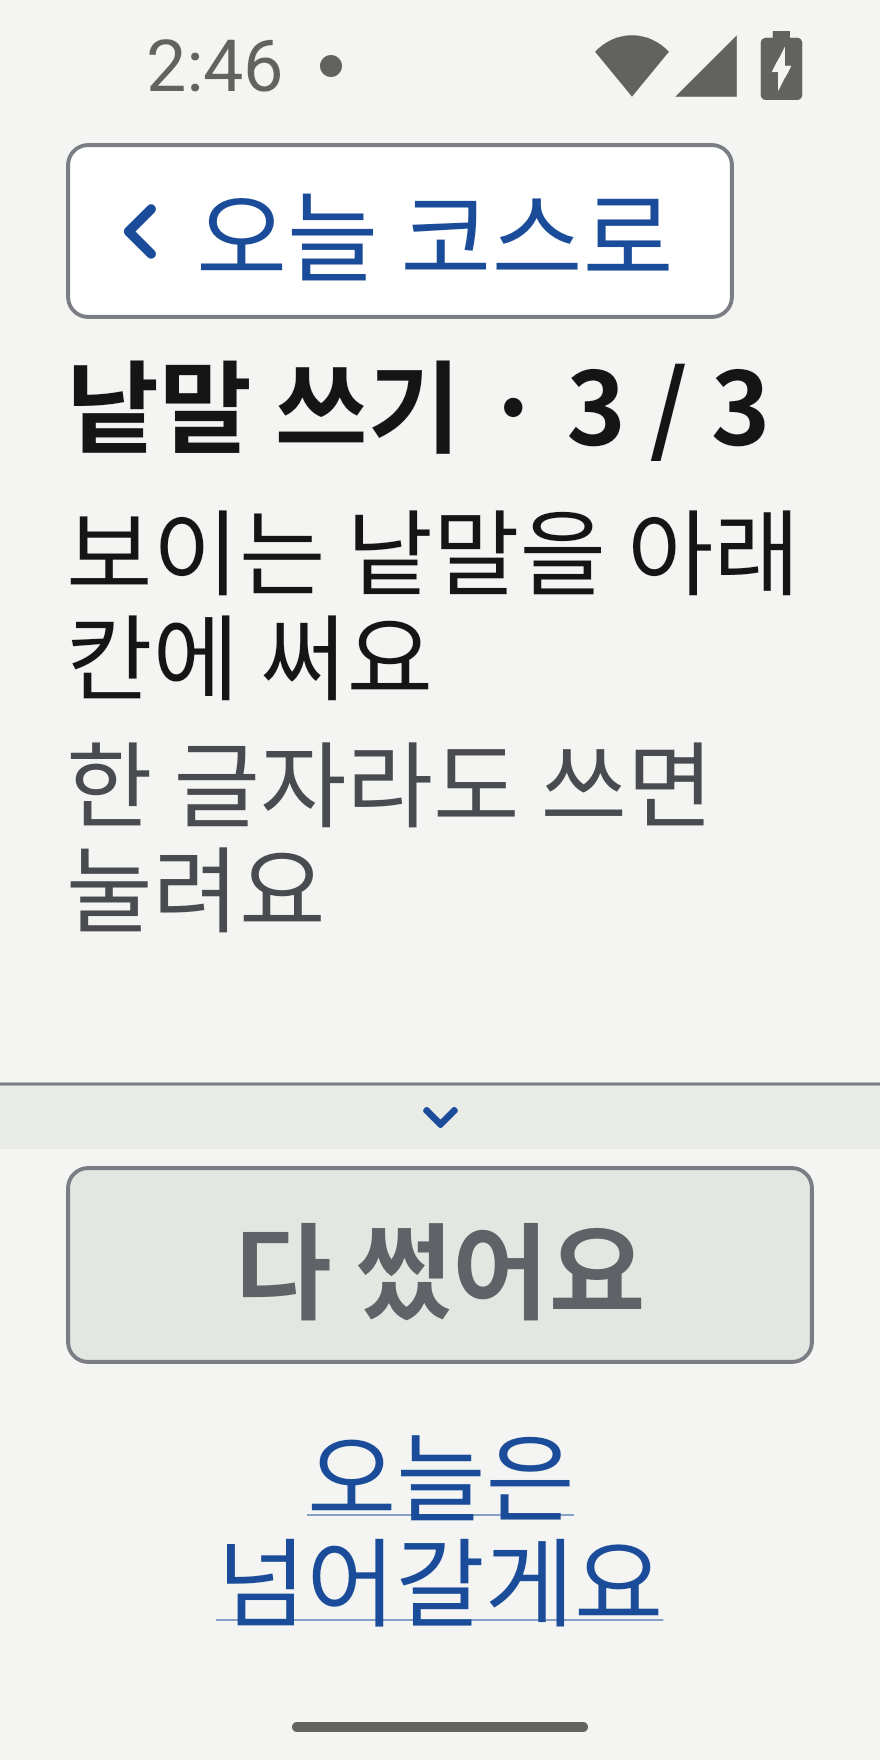 2:46
오늘 코스로
낱말 쓰기 · 3 / 3
보이는 낱말을 아래
칸에 써요
한 글자라도 쓰면
눌려요
다 썼어요
오늘은
넘어갈게요